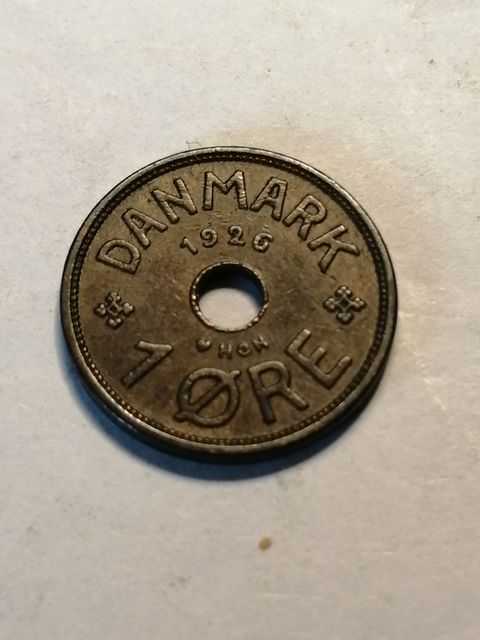 DANMARK
1926
♥ HCN
1 ØRE